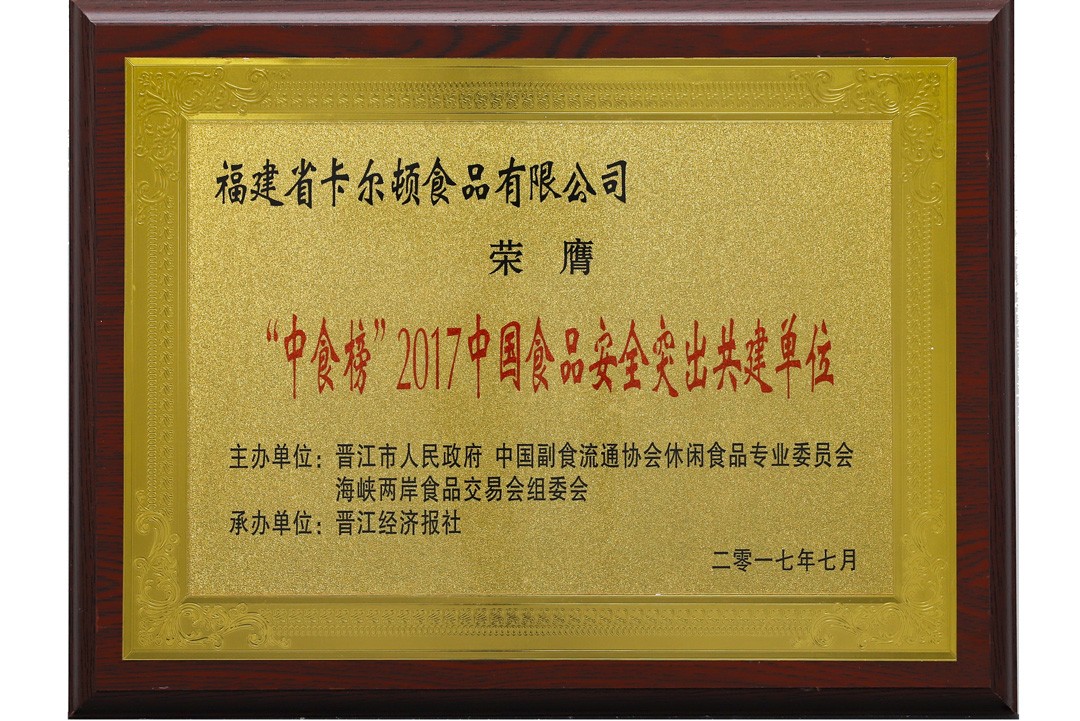 福建省卡尔顿食品有限公司
荣 膺
“中食榜”2017中国食品安全突出共建单位
主办单位：晋江市人民政府 中国副食流通协会休闲食品专业委员会
海峡两岸食品交易会组委会
承办单位：晋江经济报社
二零一七年七月